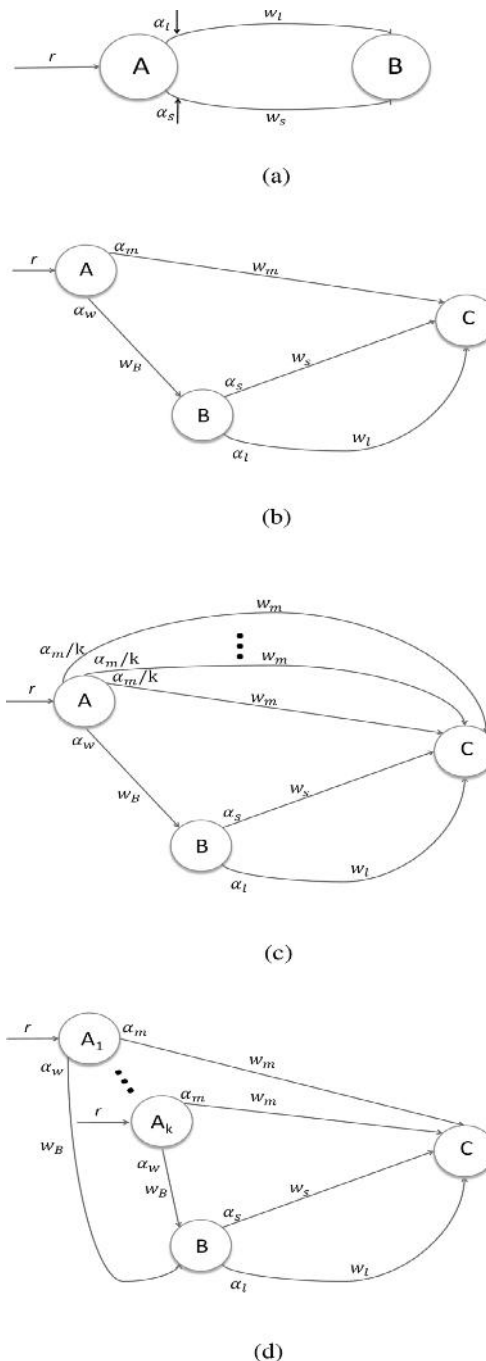 α_l w_l
r A B
α_s w_s
(a)
α_m
r A w_m
α_w C
w_B w_s
α_s
B
α_l w_l
(b)
w_m
α_m/k
α_m/k w_m
α_m/k
r A w_m
α_w C
w_B w_s
α_s
B
α_l w_l
(c)
r A_1 α_m
α_w w_m
α_m w_m
r A_k
w_B α_w C
w_B w_s
α_s
B
α_l w_l
(d)